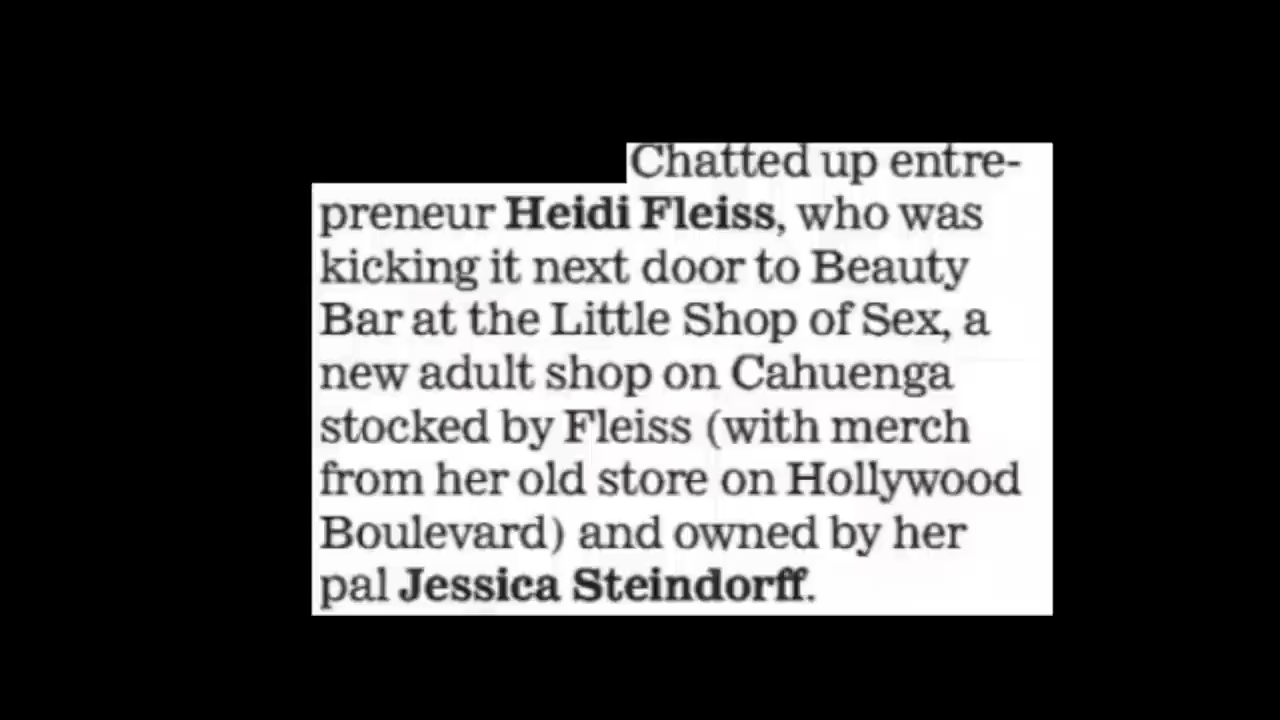 Chatted up entre-
preneur Heidi Fleiss, who was
kicking it next door to Beauty
Bar at the Little Shop of Sex, a
new adult shop on Cahuenga
stocked by Fleiss (with merch
from her old store on Hollywood
Boulevard) and owned by her
pal Jessica Steindorff.